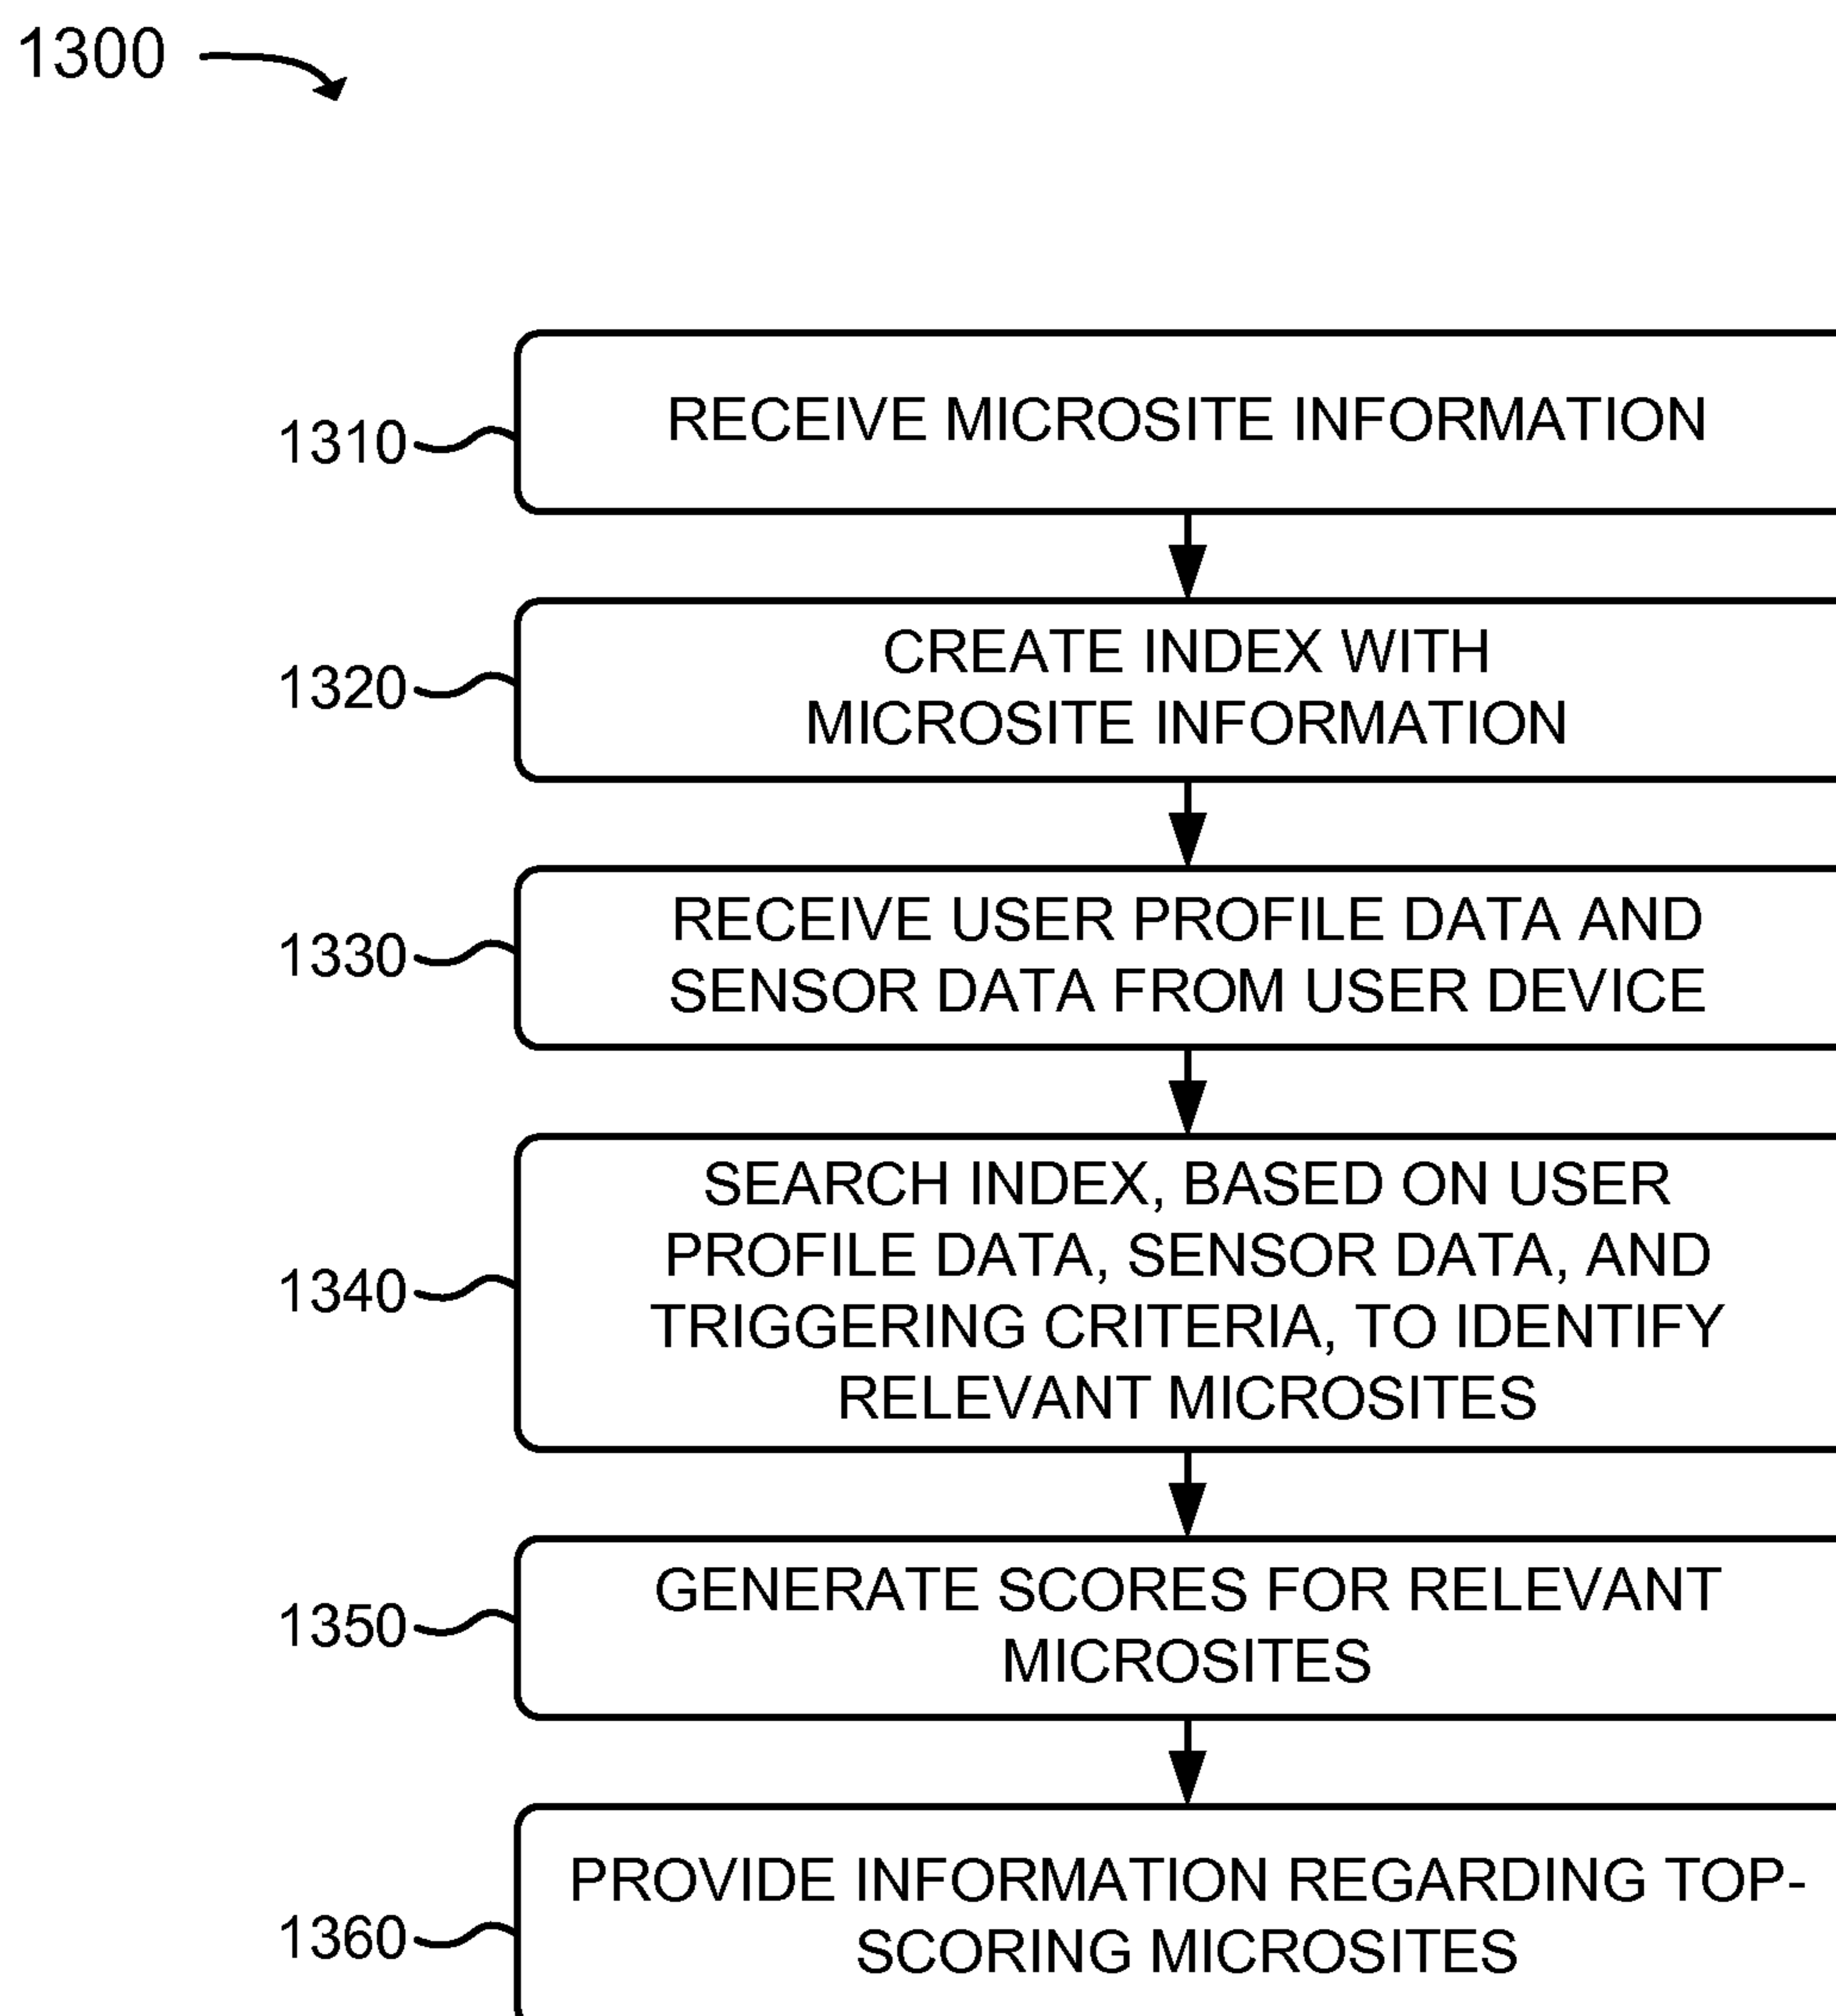 1300
1310
RECEIVE MICROSITE INFORMATION
1320
CREATE INDEX WITH
MICROSITE INFORMATION
1330
RECEIVE USER PROFILE DATA AND
SENSOR DATA FROM USER DEVICE
1340
SEARCH INDEX, BASED ON USER
PROFILE DATA, SENSOR DATA, AND
TRIGGERING CRITERIA, TO IDENTIFY
RELEVANT MICROSITES
1350
GENERATE SCORES FOR RELEVANT
MICROSITES
1360
PROVIDE INFORMATION REGARDING TOP-
SCORING MICROSITES